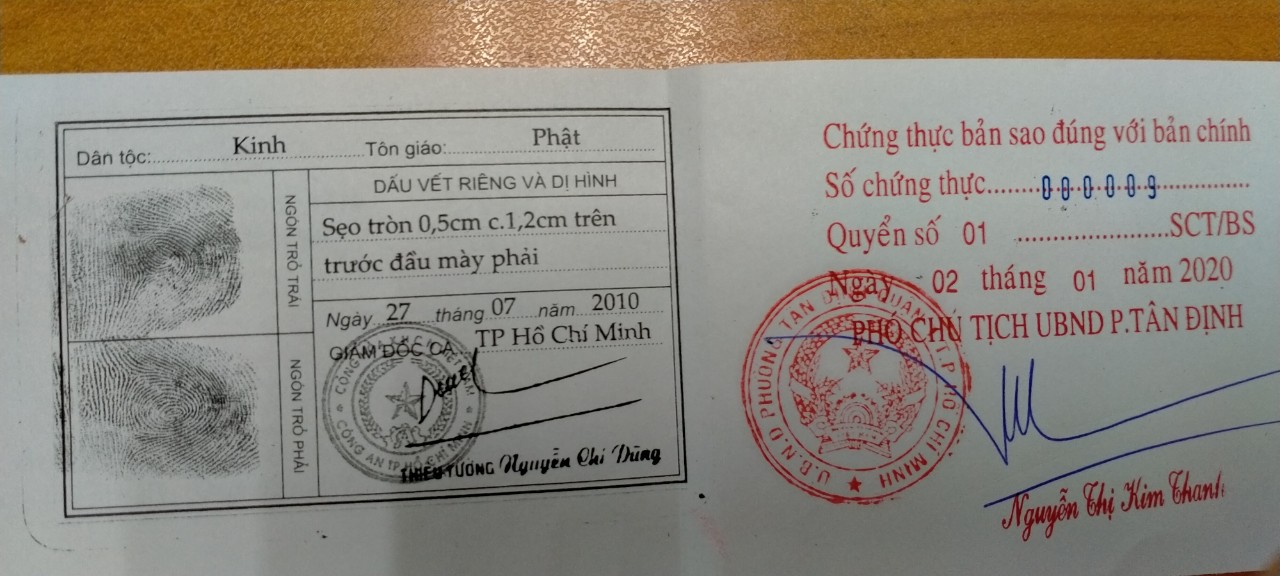 Dân tộc: Kinh Tôn giáo: Phật
NGÓN TRỎ TRÁI
DẤU VẾT RIÊNG VÀ DỊ HÌNH
Sẹo tròn 0,5cm c.1,2cm trên
trước đầu mày phải
Ngày 27 tháng 07 năm 2010
GIÁM ĐỐC CA TP Hồ Chí Minh
CÔNG AN TP HỒ CHÍ MINH
NGÓN TRỎ PHẢI
THIẾU TƯỚNG Nguyễn Chí Dũng
Chứng thực bản sao đúng với bản chính
Số chứng thực 000009
Quyển số 01 SCT/BS
Ngày 02 tháng 01 năm 2020
PHÓ CHỦ TỊCH UBND P.TÂN ĐỊNH
U.B.N.D PHƯỜNG TÂN ĐỊNH QUẬN 1 T.P HỒ CHÍ MINH
Nguyễn Thị Kim Thanh